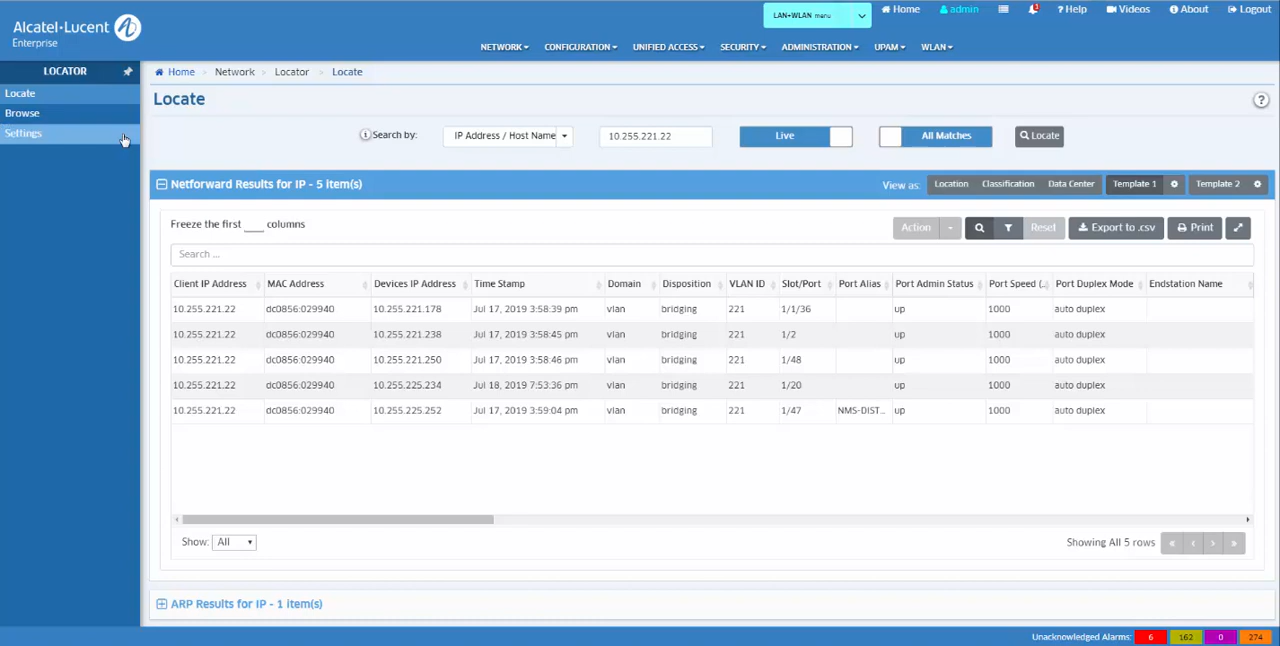 Alcatel·Lucent
Enterprise
LAN+WLAN menu
Home
admin
3
? Help
Videos
About
Logout
NETWORK
CONFIGURATION
UNIFIED ACCESS
SECURITY
ADMINISTRATION
UPAM
WLAN
LOCATOR
Locate
Browse
Settings
Home > Network > Locator > Locate
Locate
?
Search by: IP Address / Host Name 10.255.221.22 Live All Matches Locate
Netforward Results for IP - 5 item(s)
View as: Location Classification Data Center Template 1 Template 2
Freeze the first ___ columns
Action Reset Export to .csv Print
Search ...
Client IP Address MAC Address Devices IP Address Time Stamp Domain Disposition VLAN ID Slot/Port Port Alias Port Admin Status Port Speed (... Port Duplex Mode Endstation Name
10.255.221.22 dc0856:029940 10.255.221.178 Jul 17, 2019 3:58:39 pm vlan bridging 221 1/1/36 up 1000 auto duplex
10.255.221.22 dc0856:029940 10.255.221.238 Jul 17, 2019 3:58:45 pm vlan bridging 221 1/2 up 1000 auto duplex
10.255.221.22 dc0856:029940 10.255.221.250 Jul 17, 2019 3:58:46 pm vlan bridging 221 1/48 up 1000 auto duplex
10.255.221.22 dc0856:029940 10.255.225.234 Jul 18, 2019 7:53:36 pm vlan bridging 221 1/20 up 1000 auto duplex
10.255.221.22 dc0856:029940 10.255.225.252 Jul 17, 2019 3:59:04 pm vlan bridging 221 1/47 NMS-DIST... up 1000 auto duplex
Show: All
Showing All 5 rows « ‹ › »
ARP Results for IP - 1 item(s)
Unacknowledged Alarms: 6 162 0 274